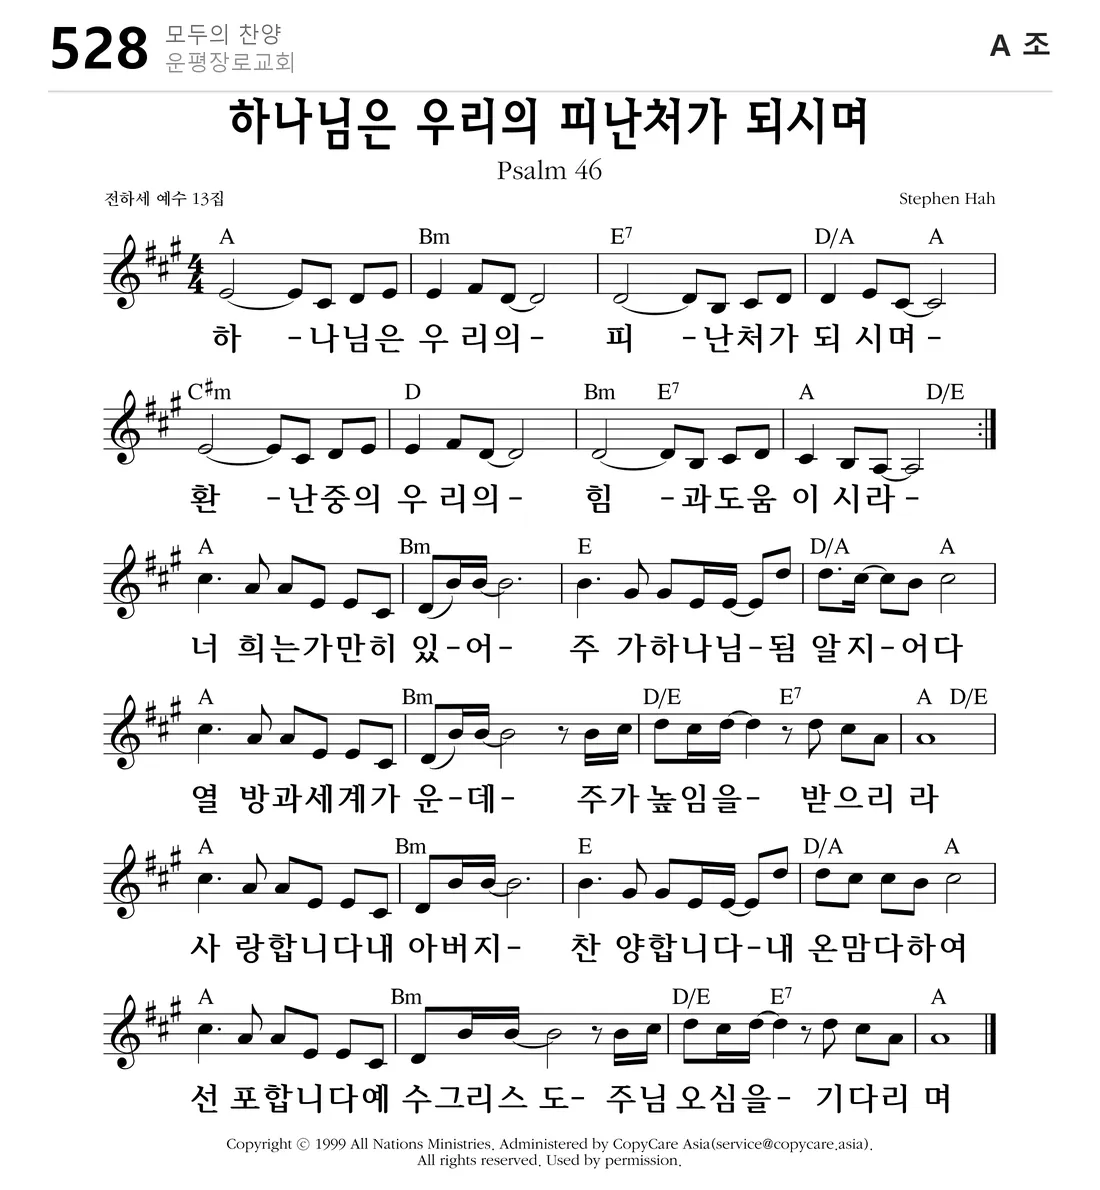 528 모두의 찬양
운평장로교회
A 조
하나님은 우리의 피난처가 되시며
Psalm 46
전하세 예수 13집 Stephen Hah
A Bm E7 D/A A
하 -나님은 우 리의- 피 -난처가 되 시며-
C#m D Bm E7 A D/E
환 -난중의 우 리의- 힘 -과도움 이 시라-
A Bm E D/A A
너 희는가만히 있-어- 주 가하나님-됨 알지-어다
A Bm D/E E7 A D/E
열 방과세계가 운-데- 주가높임을- 받으리 라
A Bm E D/A A
사 랑합니다내 아버지- 찬 양합니다-내 온맘다하여
A Bm D/E E7 A
선 포합니다예 수그리스 도- 주님오심을- 기다리 며
Copyright ⓒ 1999 All Nations Ministries. Administered by CopyCare Asia(service@copycare.asia).
All rights reserved. Used by permission.